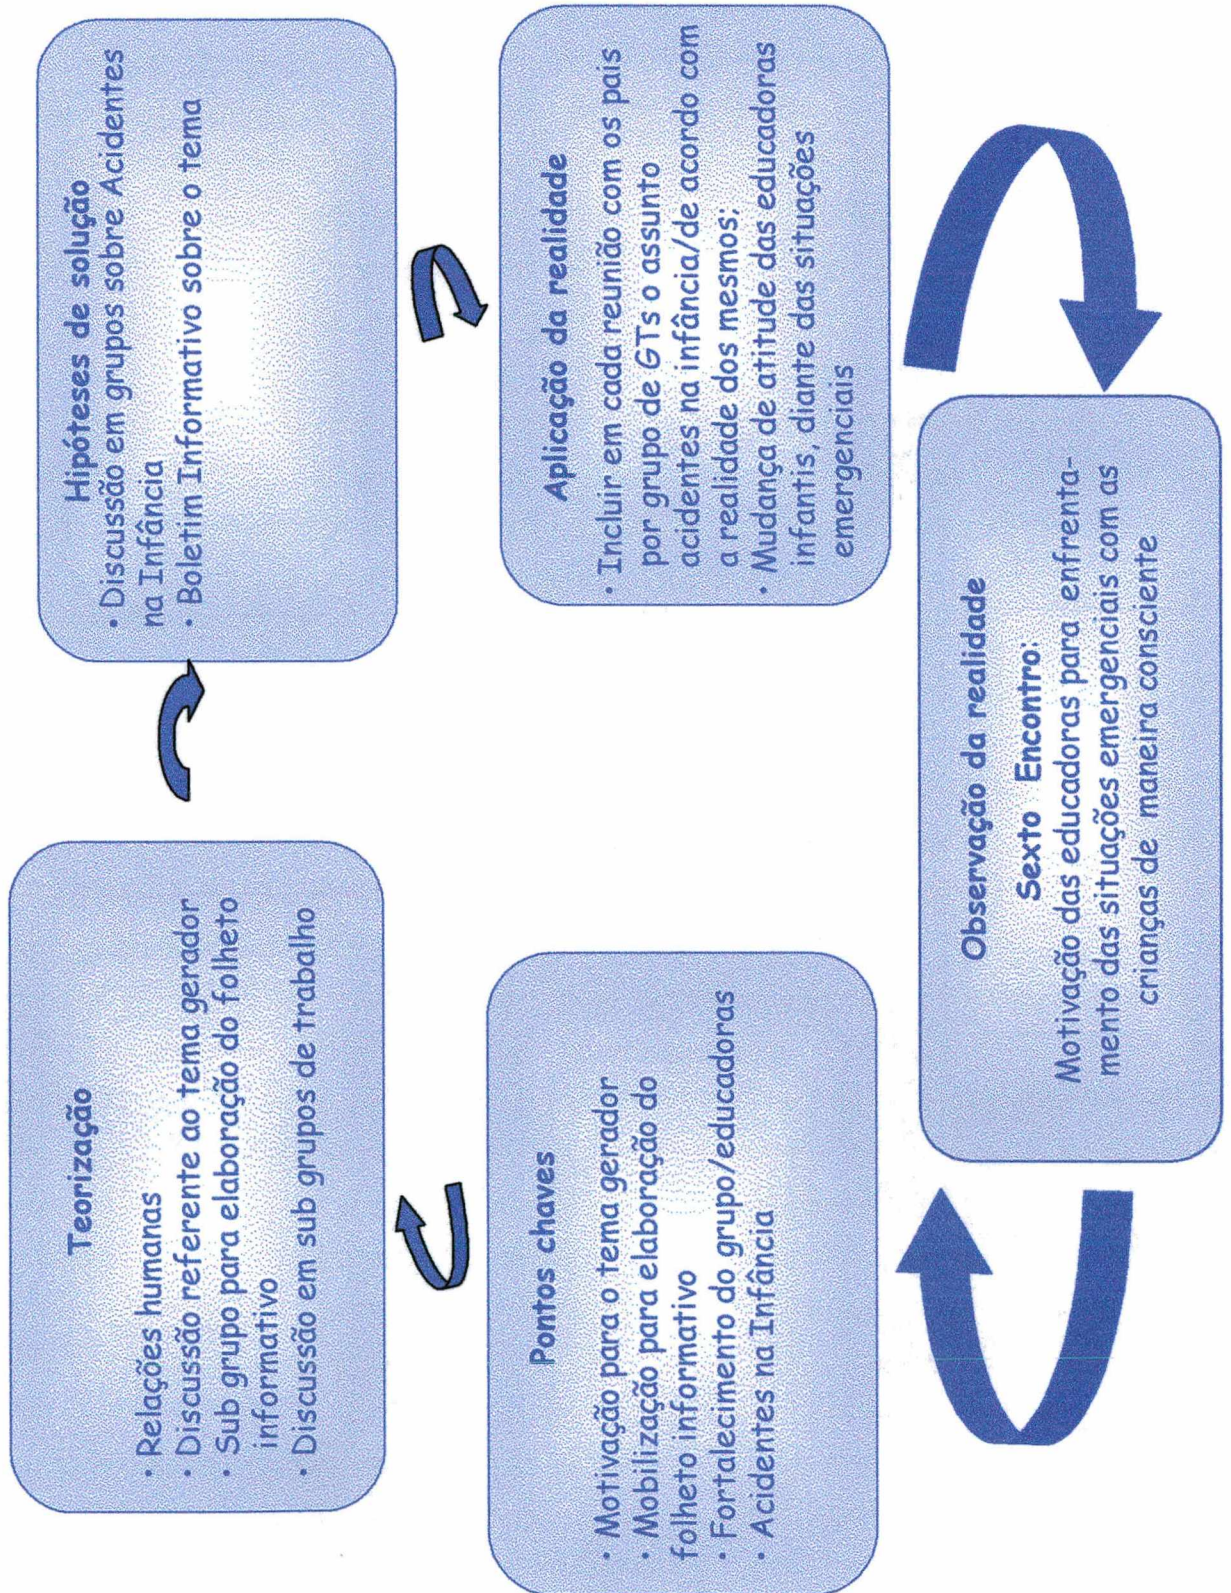 Teorização
• Relações humanas
• Discussão referente ao tema gerador
• Sub grupo para elaboração do folheto
informativo
• Discussão em sub grupos de trabalho
Hipóteses de solução
• Discussão em grupos sobre Acidentes
na Infância
• Boletim Informativo sobre o tema
Pontos chaves
• Motivação para o tema gerador
• Mobilização para elaboração do
folheto informativo
• Fortalecimento do grupo/educadoras
• Acidentes na Infância
Aplicação da realidade
• Incluir em cada reunião com os pais
por grupo de GTs o assunto
acidentes na infância/de acordo com
a realidade dos mesmos;
• Mudança de atitude das educadoras
infantis, diante das situações
emergenciais
Observação da realidade
Sexto Encontro:
Motivação das educadoras para enfrenta-
mento das situações emergenciais com as
crianças de maneira consciente